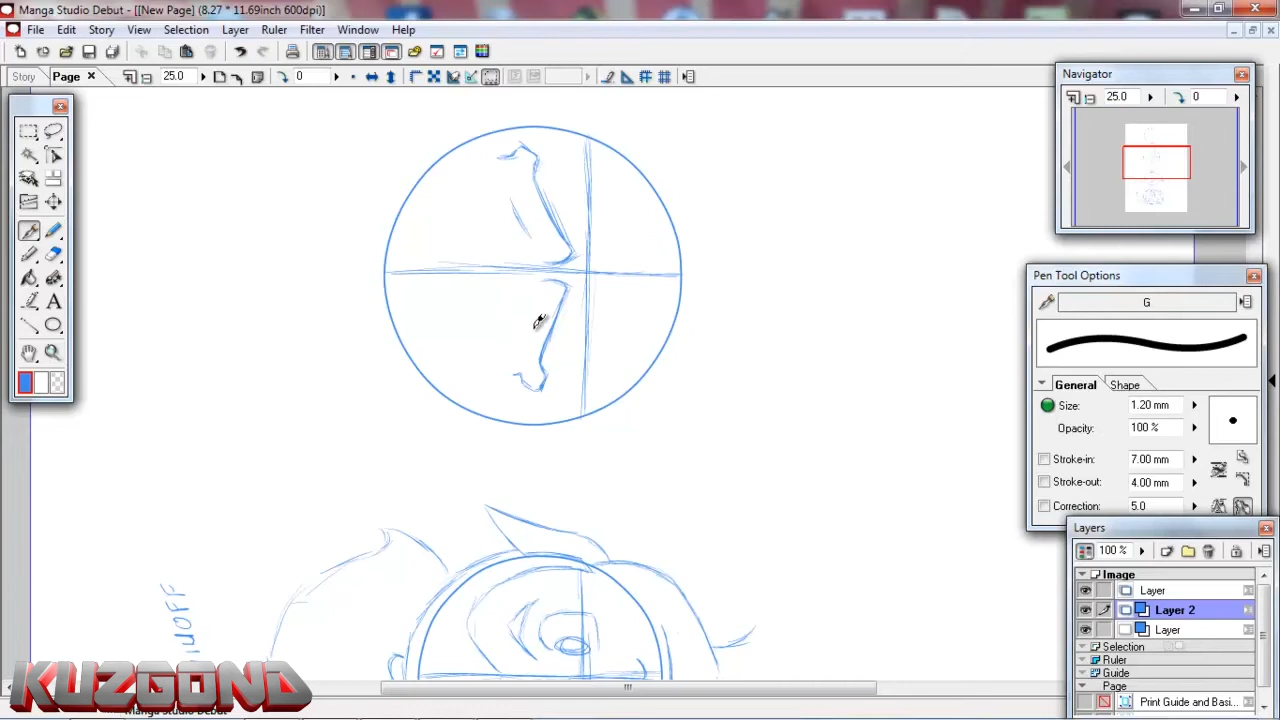 Manga Studio Debut - [[New Page] (8.27 * 11.69inch 600dpi)]
File Edit Story View Selection Layer Ruler Filter Window Help
Story Page 25.0 0
Navigator
25.0 0
Pen Tool Options
G
General Shape
Size: 1.20 mm
Opacity: 100 %
Stroke-in: 7.00 mm
Stroke-out: 4.00 mm
Correction: 5.0
Layers
100 %
Image
Layer
Layer 2
Layer
Selection
Ruler
Guide
Page
Print Guide and Basi...
KUZGOND